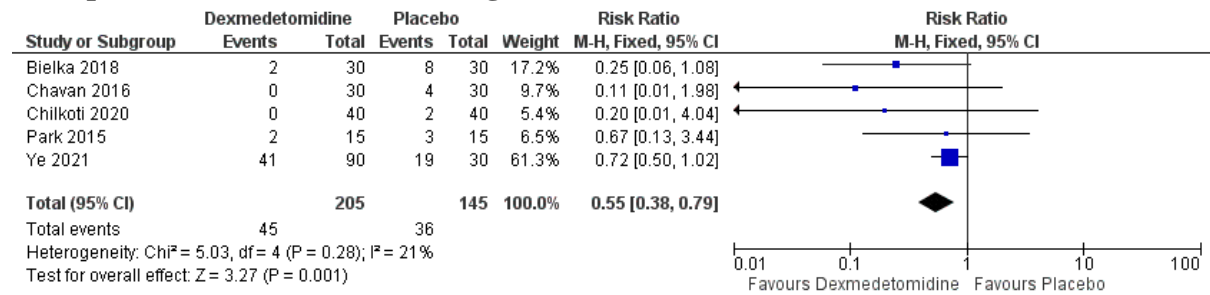 Dexmedetomidine Placebo Risk Ratio Risk Ratio
Study or Subgroup Events Total Events Total Weight M-H, Fixed, 95% CI M-H, Fixed, 95% CI
Bielka 2018 2 30 8 30 17.2% 0.25 [0.06, 1.08]
Chavan 2016 0 30 4 30 9.7% 0.11 [0.01, 1.98]
Chilkoti 2020 0 40 2 40 5.4% 0.20 [0.01, 4.04]
Park 2015 2 15 3 15 6.5% 0.67 [0.13, 3.44]
Ye 2021 41 90 19 30 61.3% 0.72 [0.50, 1.02]
Total (95% CI) 205 145 100.0% 0.55 [0.38, 0.79]
Total events 45 36
Heterogeneity: Chi² = 5.03, df = 4 (P = 0.28); I² = 21%
Test for overall effect: Z = 3.27 (P = 0.001)
0.01 0.1 1 10 100
Favours Dexmedetomidine Favours Placebo